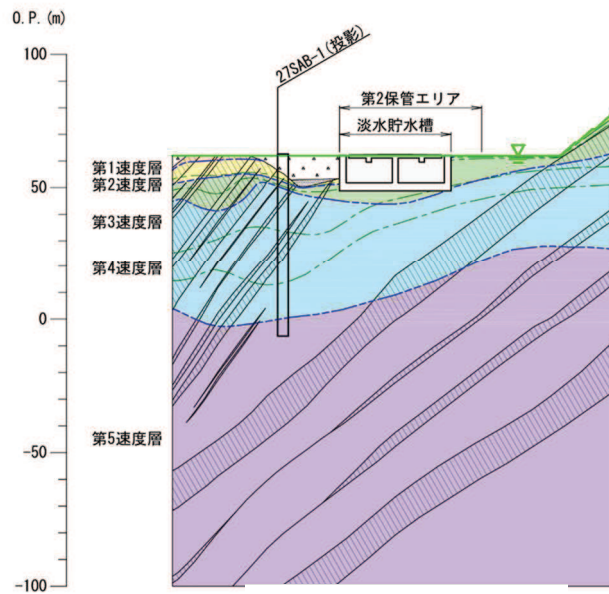 O.P.(m)
100
50
0
-50
-100
27SAB-1(投影)
第2保管エリア
淡水貯水槽
第1速度層
第2速度層
第3速度層
第4速度層
第5速度層